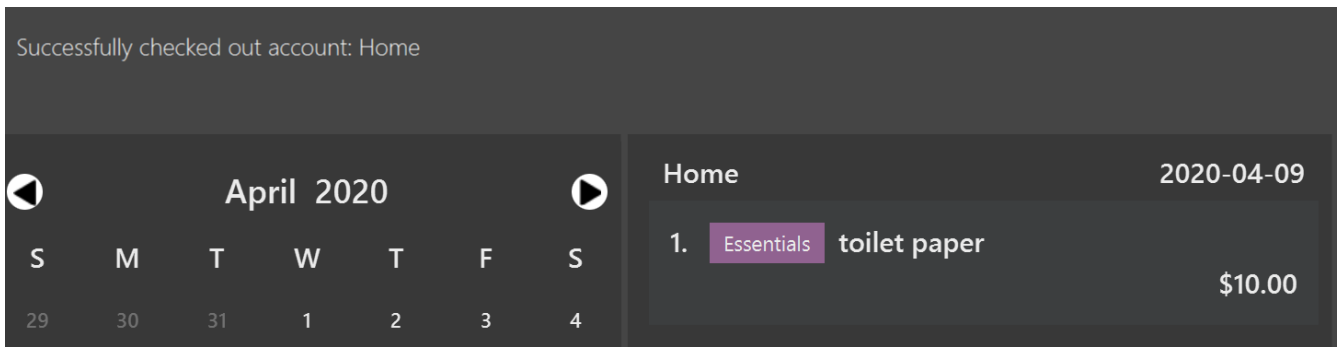 Successfully checked out account: Home
April 2020
S M T W T F S
29 30 31 1 2 3 4
Home 2020-04-09
1. Essentials toilet paper
$10.00